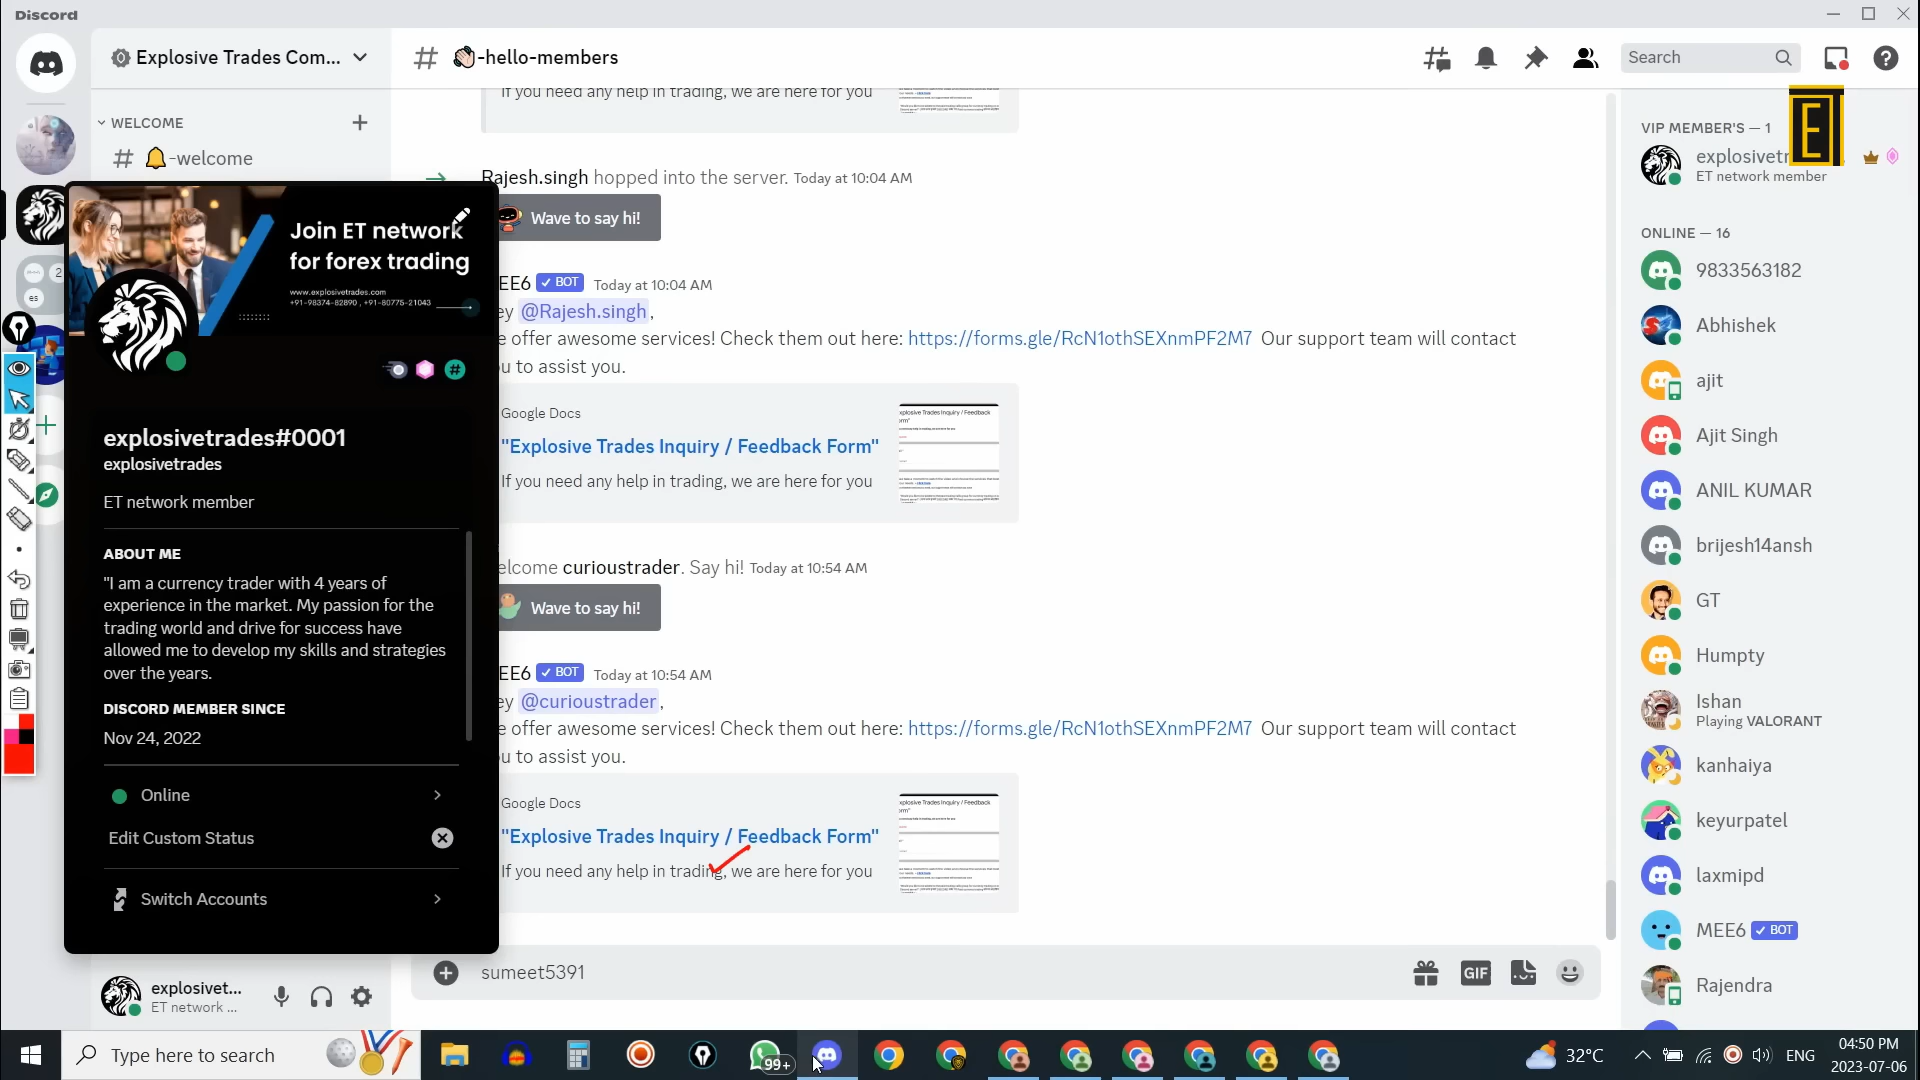 Discord
Explosive Trades Com...
-hello-members
Search
WELCOME
-welcome
If you need any help in trading, we are here for you
Rajesh.singh hopped into the server. Today at 10:04 AM
Wave to say hi!
EE6 BOT Today at 10:04 AM
ey @Rajesh.singh,
e offer awesome services! Check them out here: https://forms.gle/RcN1othSEXnmPF2M7 Our support team will contact
u to assist you.
Google Docs
"Explosive Trades Inquiry / Feedback Form"
If you need any help in trading, we are here for you
elcome curioustrader. Say hi! Today at 10:54 AM
Wave to say hi!
EE6 BOT Today at 10:54 AM
ey @curioustrader,
e offer awesome services! Check them out here: https://forms.gle/RcN1othSEXnmPF2M7 Our support team will contact
u to assist you.
Google Docs
"Explosive Trades Inquiry / Feedback Form"
If you need any help in trading, we are here for you
sumeet5391
GIF
Join ET network
for forex trading
www.explosivetrades.com
+91-98374-82890 , +91-80775-21043
explosivetrades#0001
explosivetrades
ET network member
ABOUT ME
"I am a currency trader with 4 years of
experience in the market. My passion for the
trading world and drive for success have
allowed me to develop my skills and strategies
over the years.
DISCORD MEMBER SINCE
Nov 24, 2022
Online
Edit Custom Status
Switch Accounts
explosivet...
ET network ...
2
es
VIP MEMBER'S — 1
explosivetr
ET network member
ET
ONLINE — 16
9833563182
Abhishek
ajit
Ajit Singh
ANIL KUMAR
brijesh14ansh
GT
Humpty
Ishan
Playing VALORANT
kanhaiya
keyurpatel
laxmipd
MEE6 BOT
Rajendra
Type here to search
99+
32°C
ENG
04:50 PM
2023-07-06